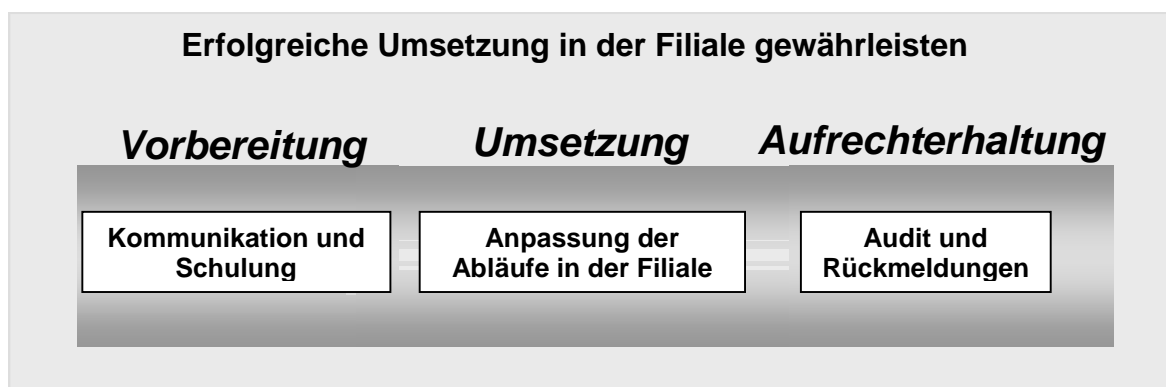 Erfolgreiche Umsetzung in der Filiale gewährleisten
Vorbereitung
Umsetzung
Aufrechterhaltung
Kommunikation und
Schulung
Anpassung der
Abläufe in der Filiale
Audit und
Rückmeldungen